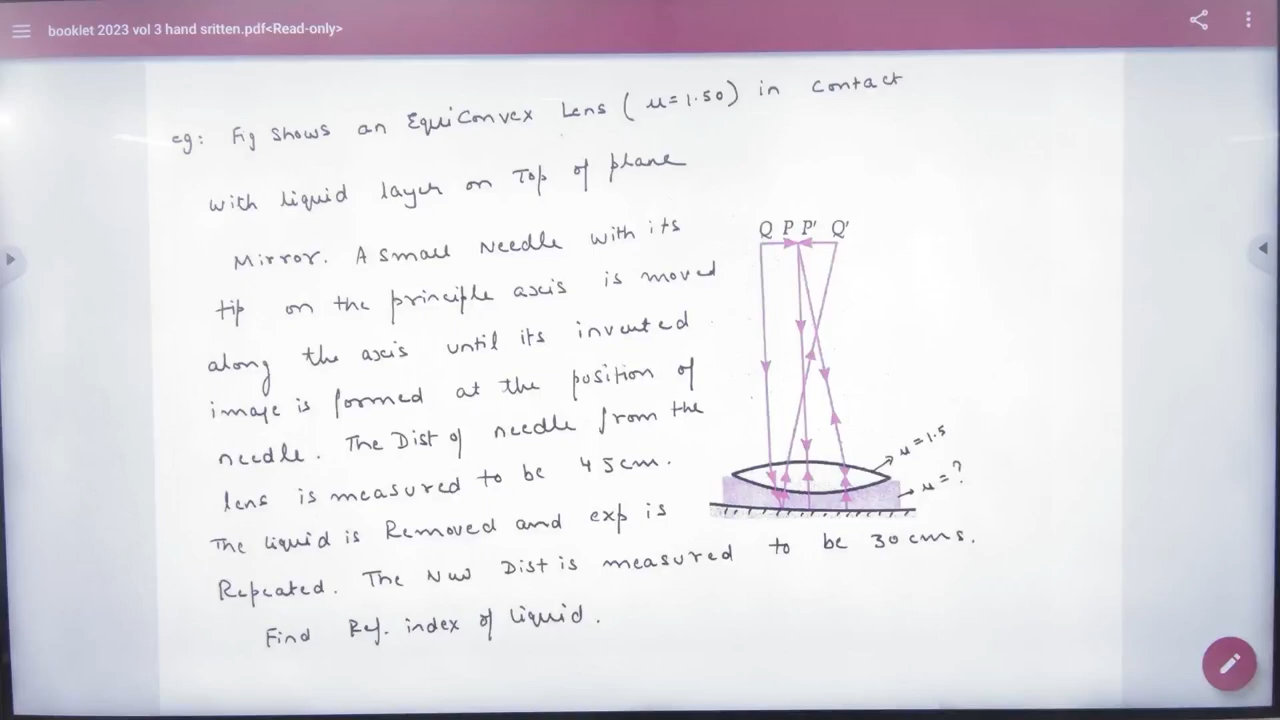 booklet 2023 vol 3 hand sritten.pdf<Read-only>
eg: Fig shows an EquiConvex Lens ( μ=1.50) in contact
with liquid layer on Top of plane
Mirror. A small Needle with its
tip on the principle axis is moved
along the axis until its inverted
image is formed at the position of
needle. The Dist of needle from the
lens is measured to be 45cm.
The liquid is Removed and exp is
Repeated. The New Dist is measured to be 30 cms.
Find Ref. index of liquid.
Q P P' Q'
μ=1.5
μ=?